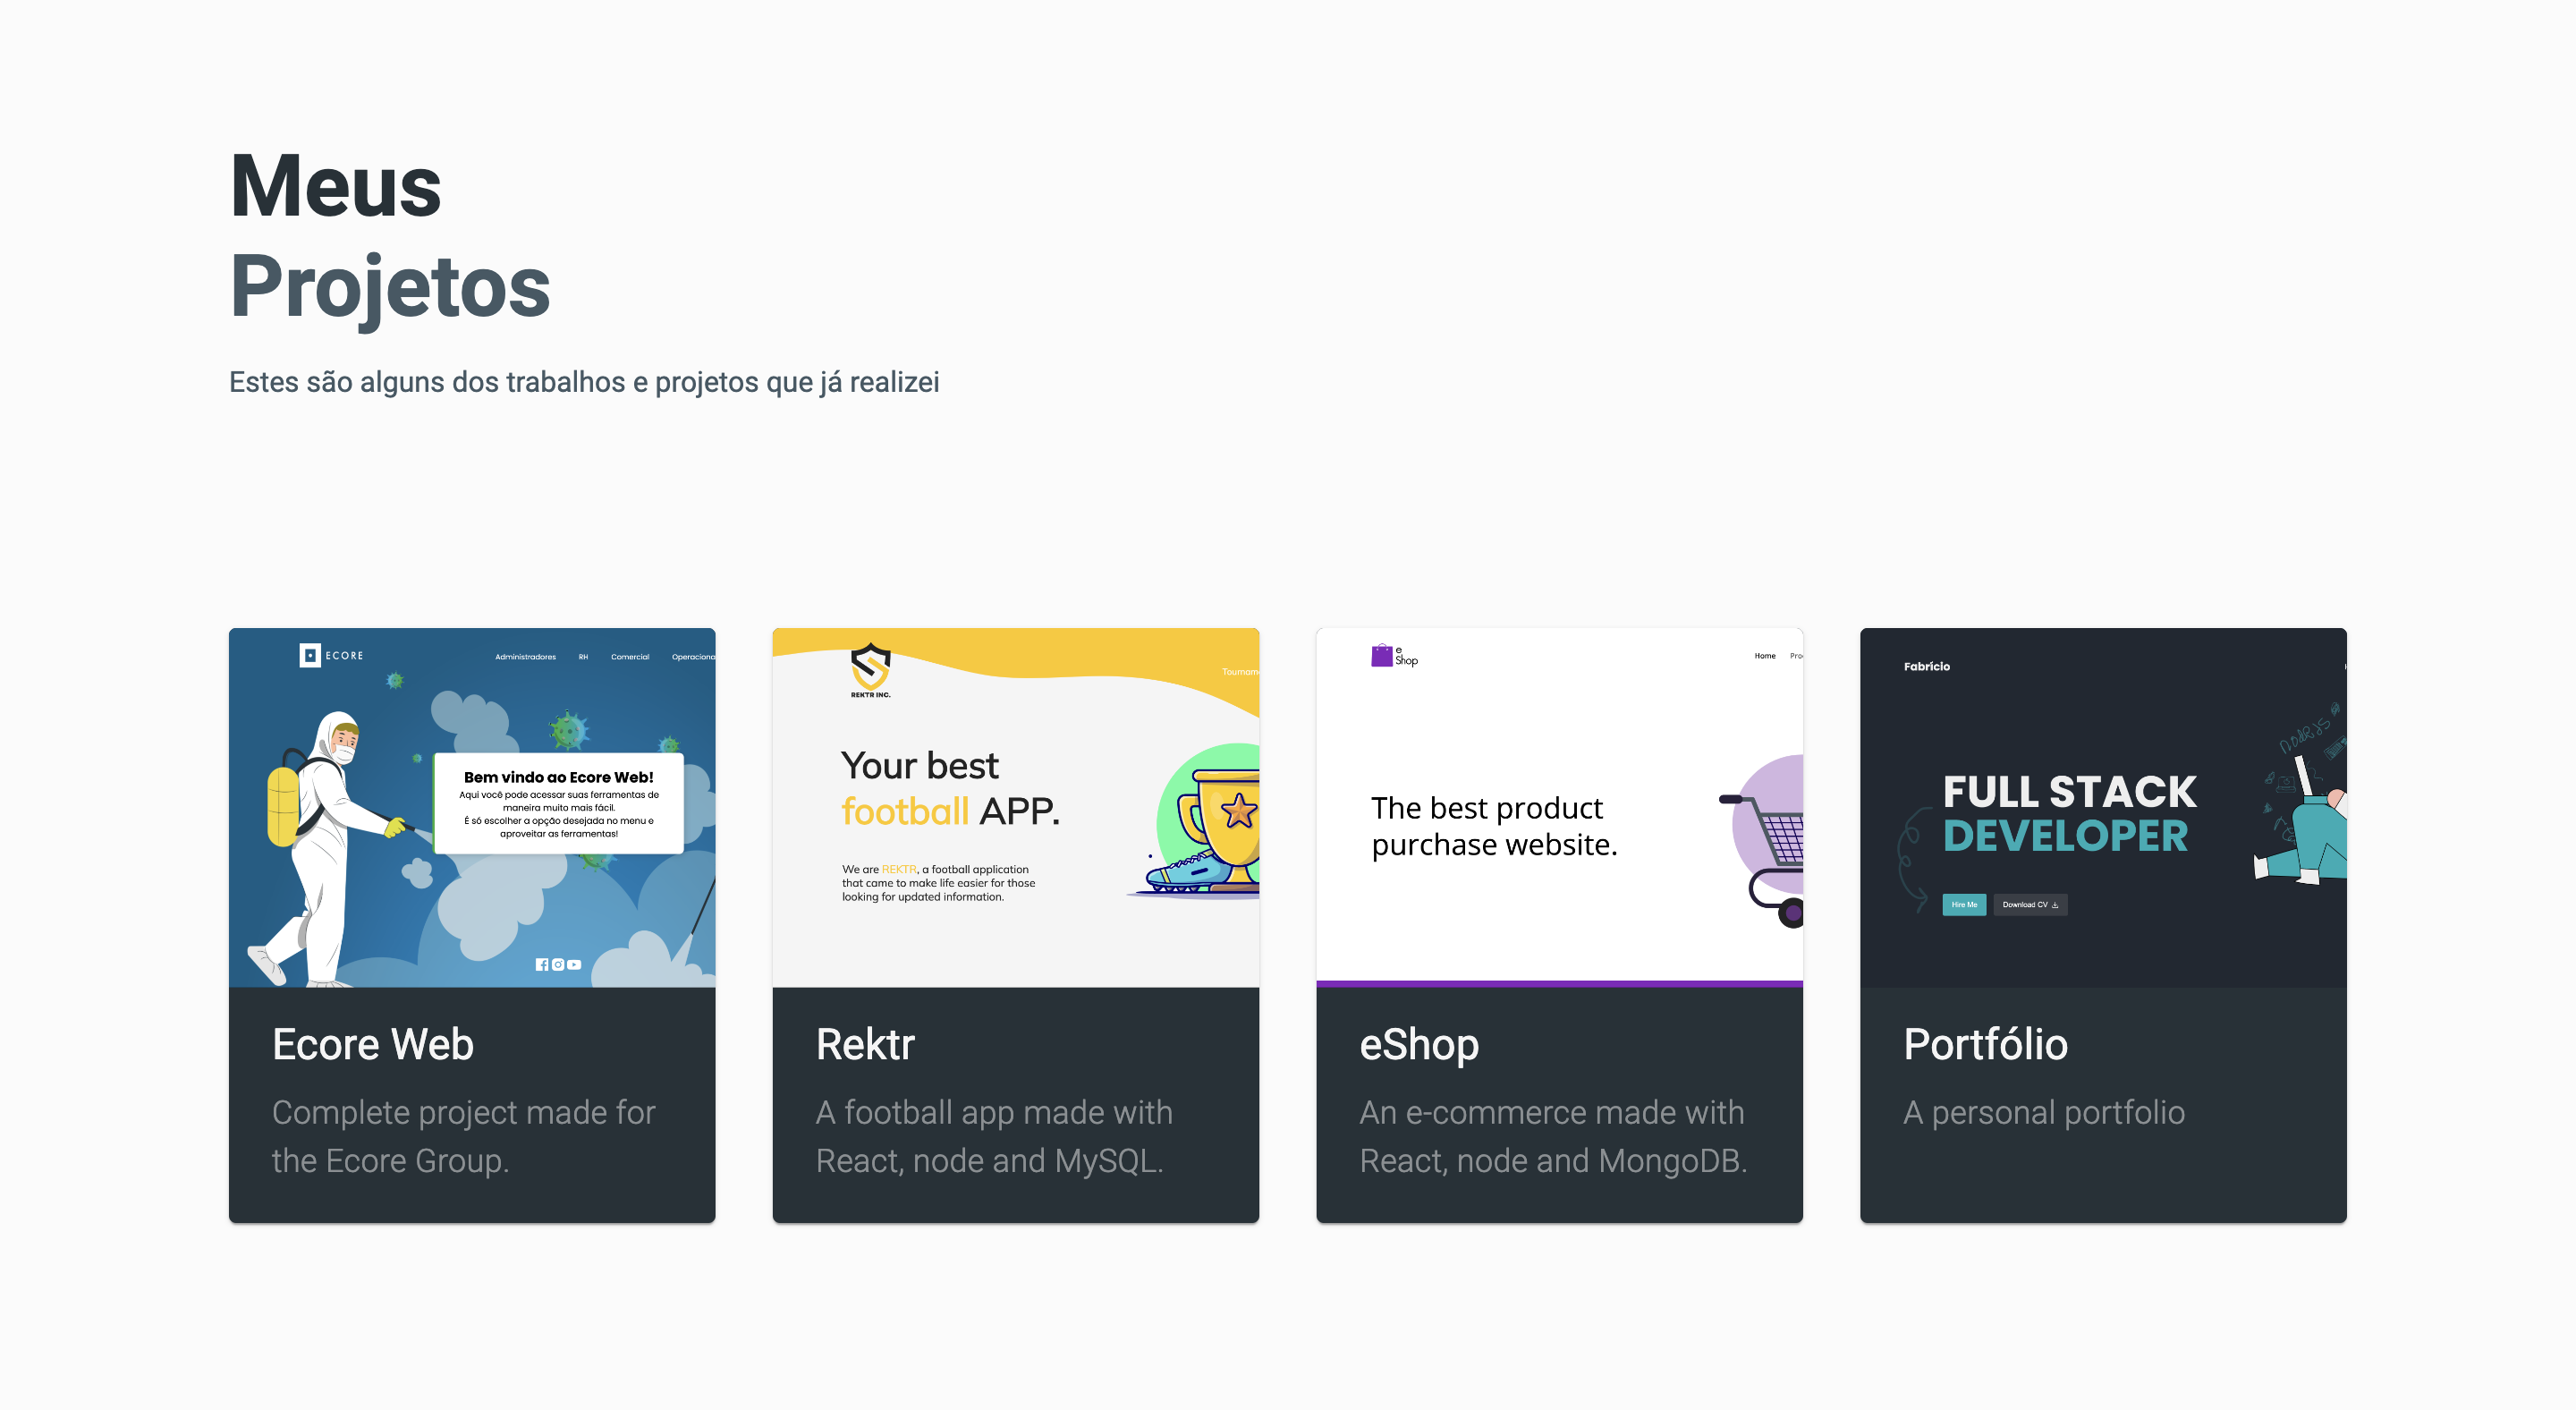 Meus
Projetos
Estes são alguns dos trabalhos e projetos que já realizei
ECORE
Administradores RH Comercial Operaciona
Bem vindo ao Ecore Web!
Aqui você pode acessar suas ferramentas de
maneira muito mais fácil.
É só escolher a opção desejada no menu e
aproveitar as ferramentas!
Ecore Web
Complete project made for
the Ecore Group.
REKTR INC.
Tournam
Your best
football APP.
We are REKTR, a football application
that came to make life easier for those
looking for updated information.
Rektr
A football app made with
React, node and MySQL.
e
Shop
Home Pro
The best product
purchase website.
eShop
An e-commerce made with
React, node and MongoDB.
Fabrício
NodeJS
FULL STACK
DEVELOPER
Hire Me Download CV
Portfólio
A personal portfolio